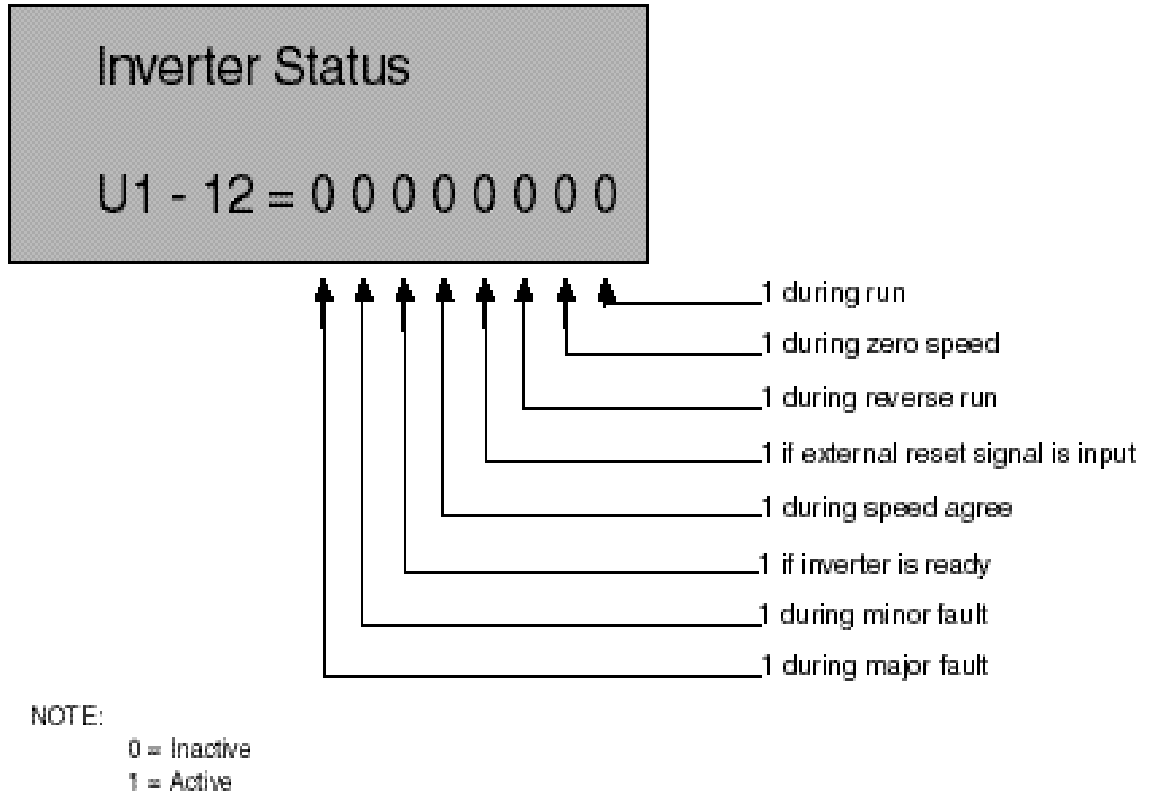 Inverter Status
U1 - 12 = 0 0 0 0 0 0 0 0
1 during run
1 during zero speed
1 during reverse run
1 if external reset signal is input
1 during speed agree
1 if inverter is ready
1 during minor fault
1 during major fault
NOTE:
0 = Inactive
1 = Active